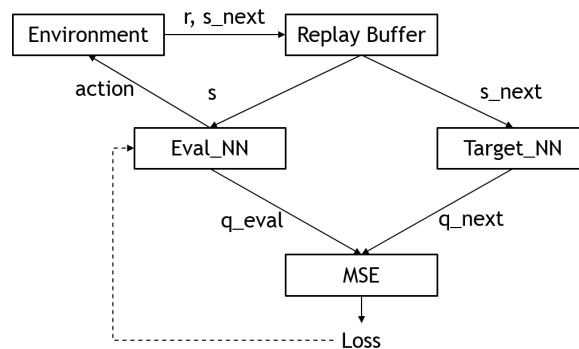 r, s_next
Environment
Replay Buffer
action
s
s_next
Eval_NN
Target_NN
q_eval
q_next
MSE
Loss